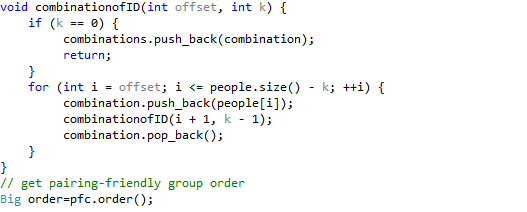 void combinationofID(int offset, int k) {
    if (k == 0) {
        combinations.push_back(combination);
        return;
    }
    for (int i = offset; i <= people.size() - k; ++i) {
        combination.push_back(people[i]);
        combinationofID(i + 1, k - 1);
        combination.pop_back();
    }
}
// get pairing-friendly group order
Big order=pfc.order();